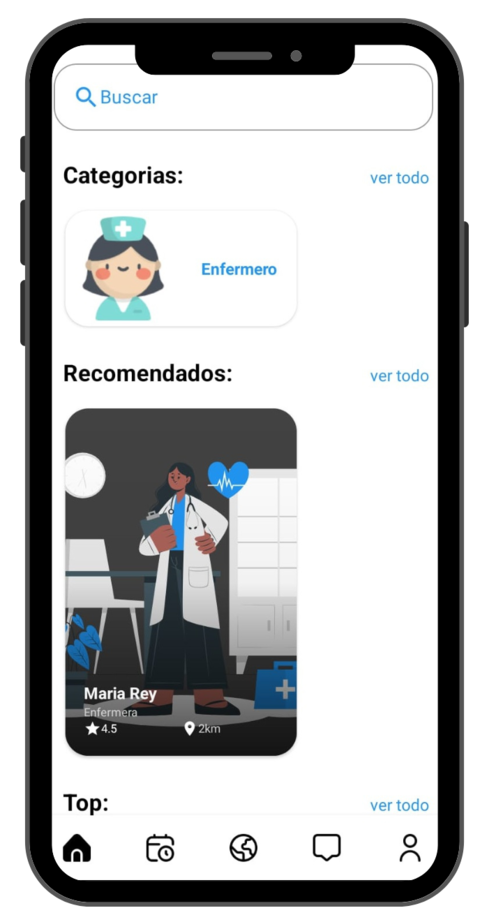 Buscar
Categorias:
ver todo
Enfermero
Recomendados:
ver todo
Maria Rey
Enfermera
4.5
2km
Top:
ver todo